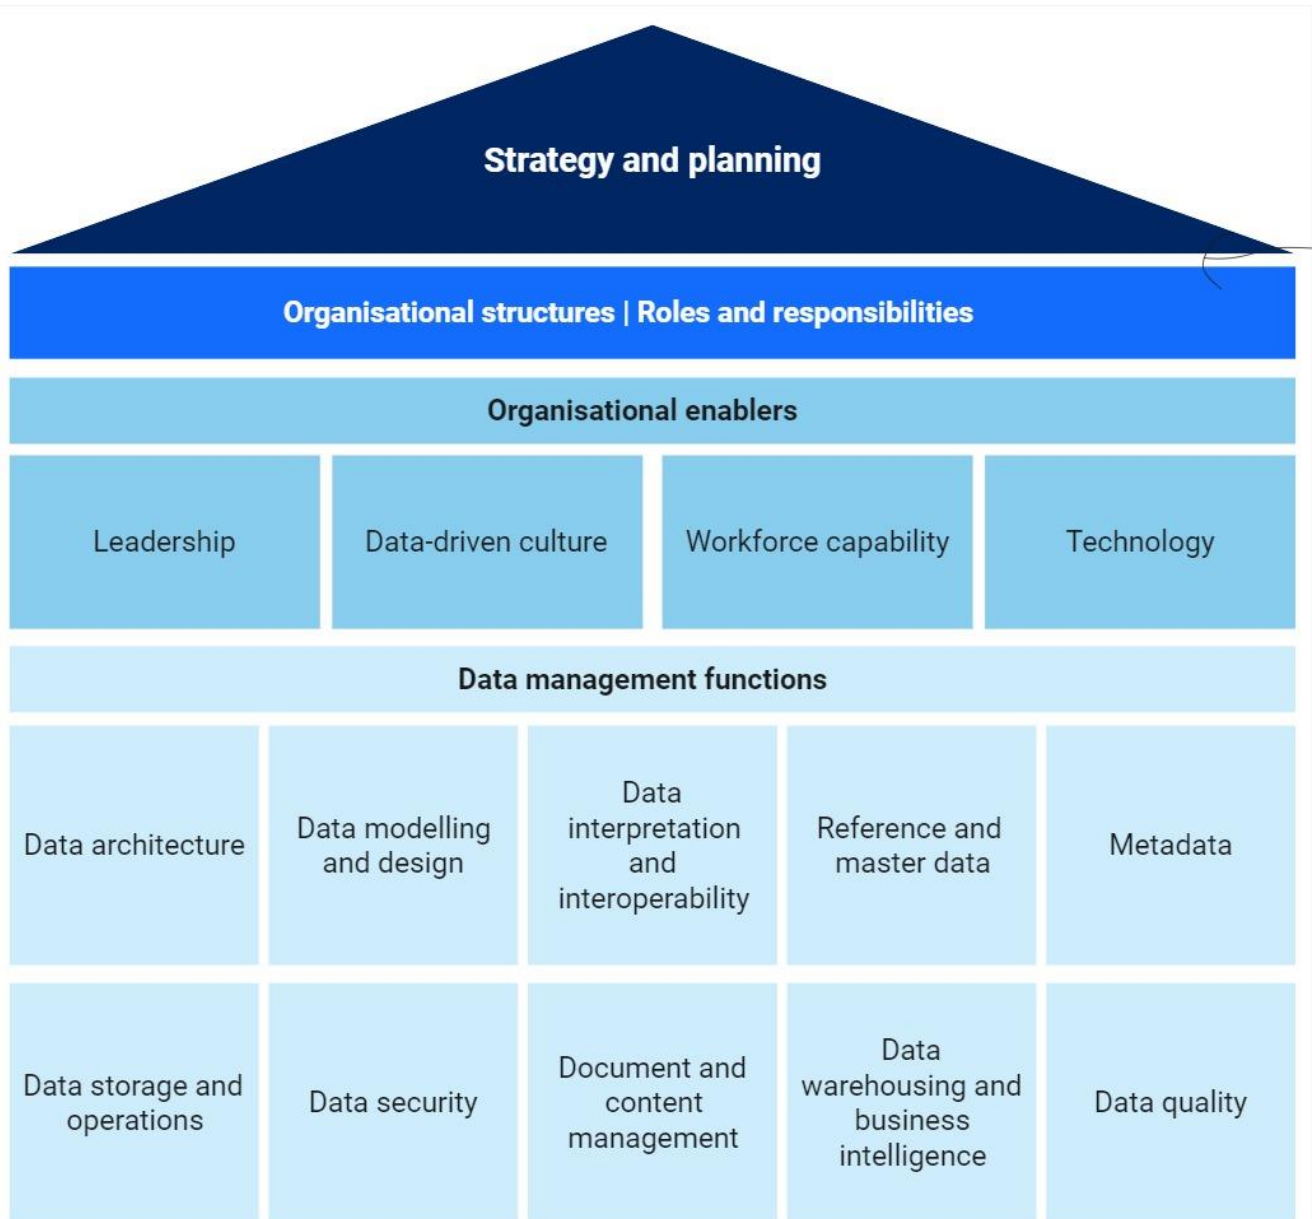 Strategy and planning
Organisational structures | Roles and responsibilities
Organisational enablers
Leadership
Data-driven culture
Workforce capability
Technology
Data management functions
Data architecture
Data modelling
and design
Data
interpretation
and
interoperability
Reference and
master data
Metadata
Data storage and
operations
Data security
Document and
content
management
Data
warehousing and
business
intelligence
Data quality